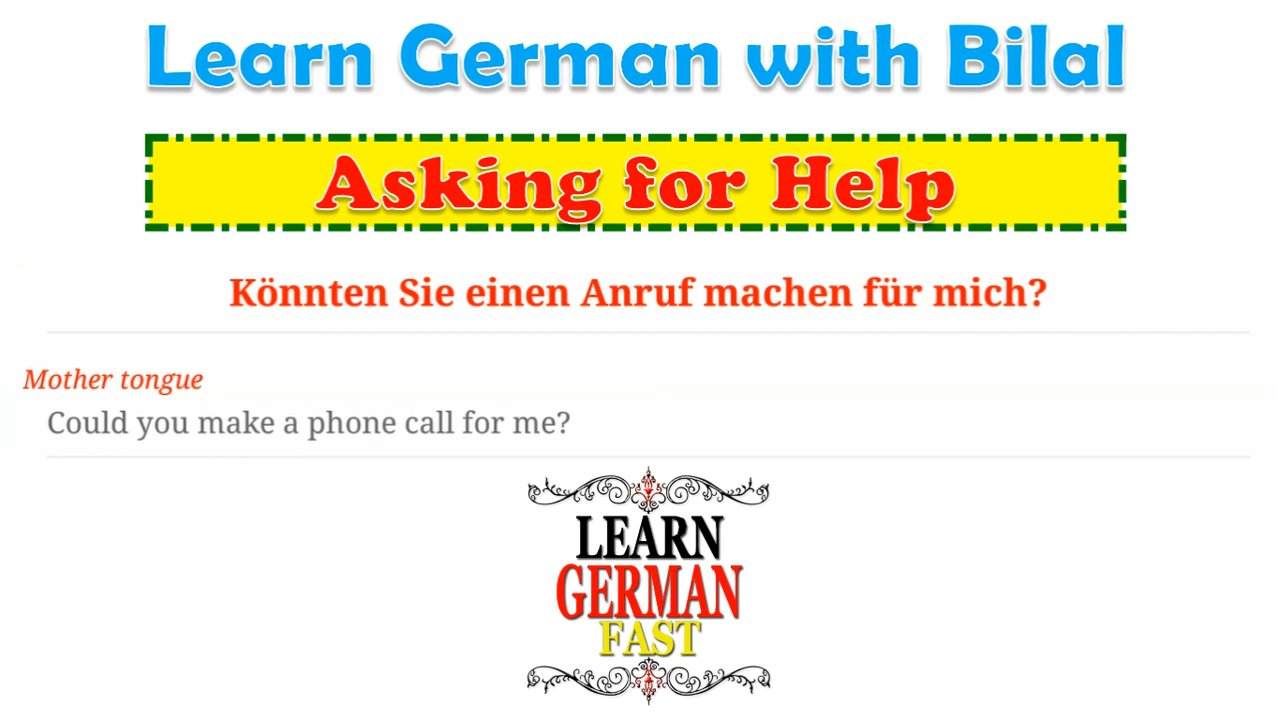 Learn German with Bilal
Asking for Help
Könnten Sie einen Anruf machen für mich?
Mother tongue
Could you make a phone call for me?
LEARN
GERMAN
FAST